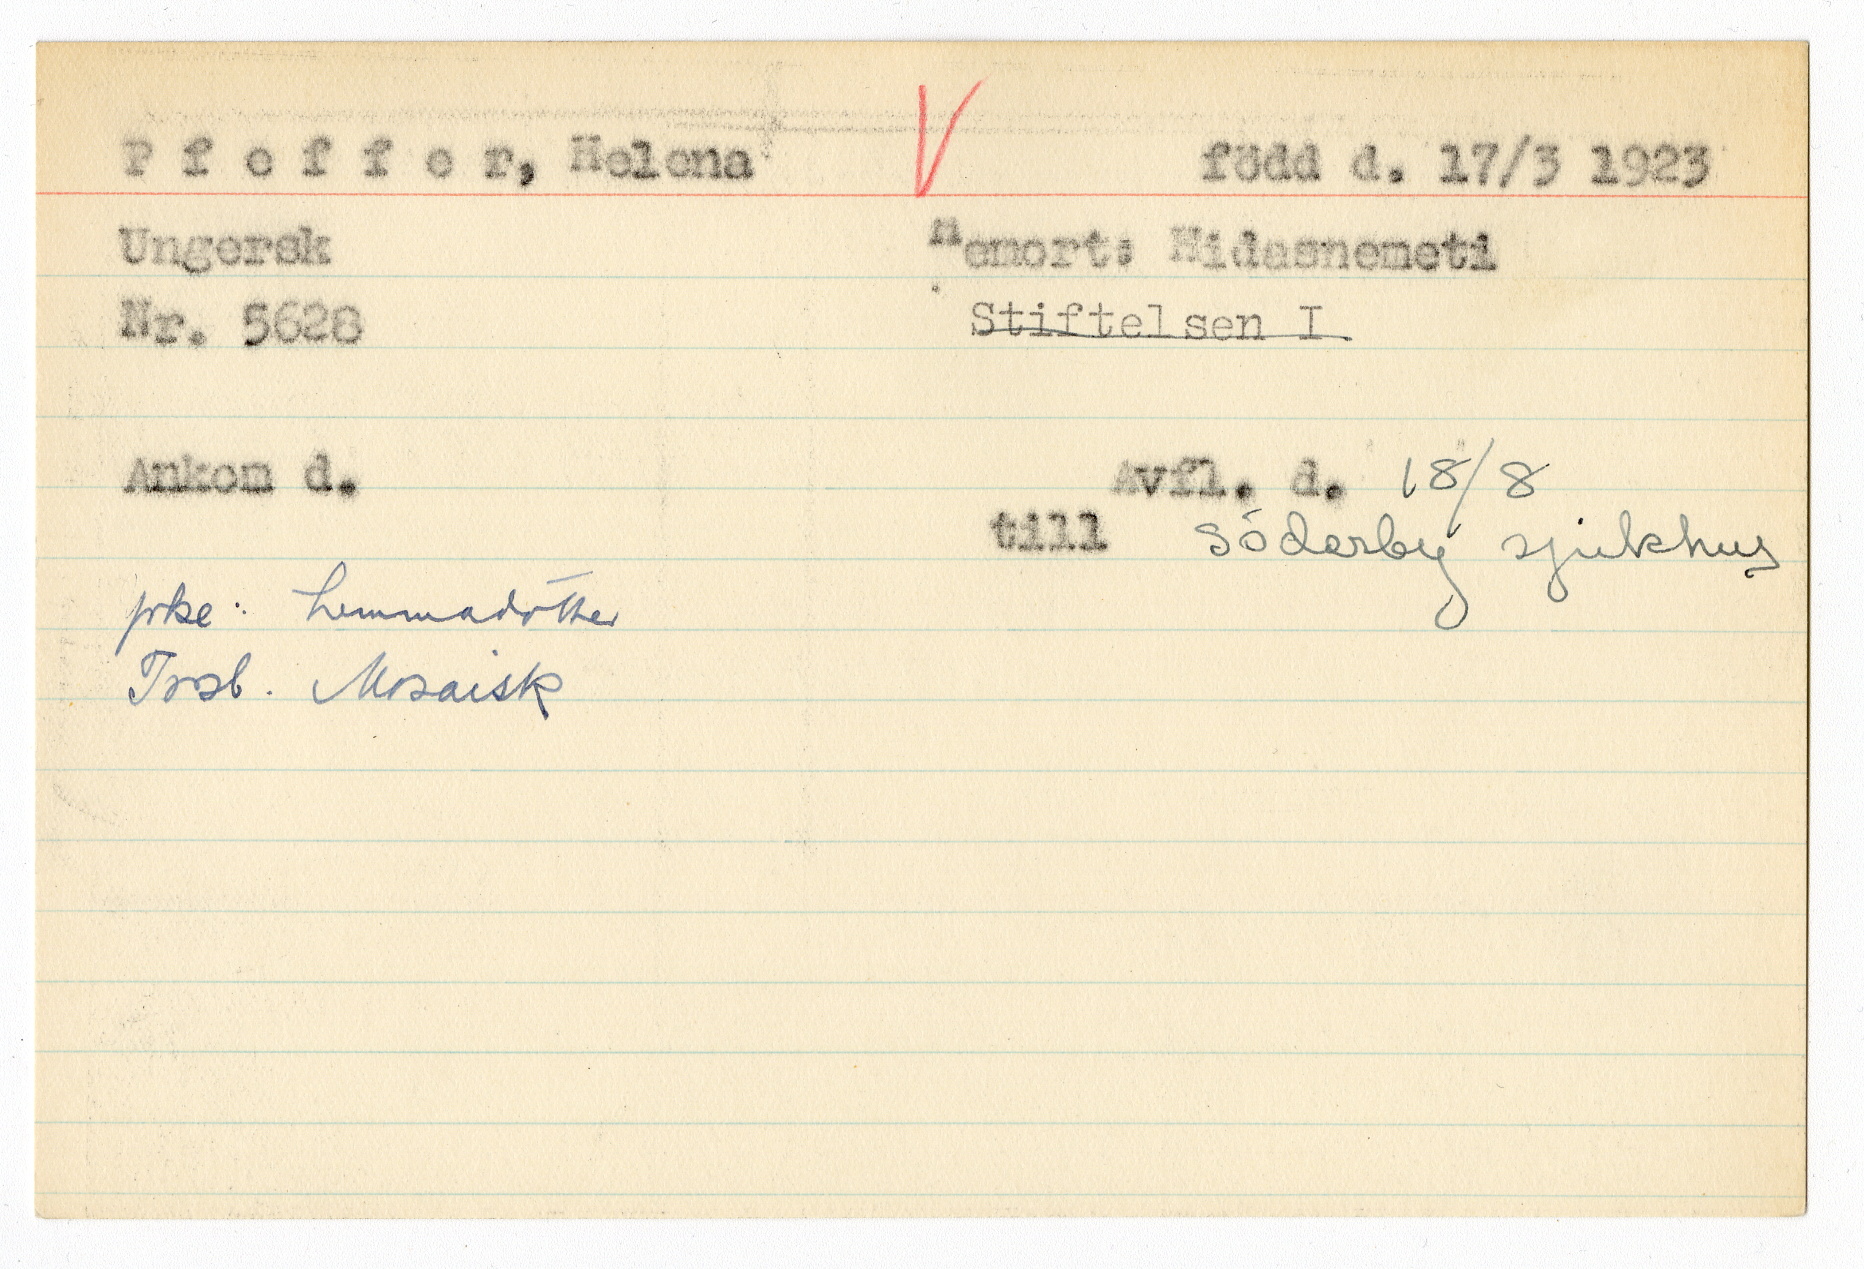 P f e f f e r, Helena född d. 17/3 1923
Ungersk Hemort: Hidasnemeti
Nr. 5628 Stiftelsen I
Ankom d. Avfl. d. 18/8
till Söderby sjukhus
yrke: hemmadotter
Trsb. Mosaisk